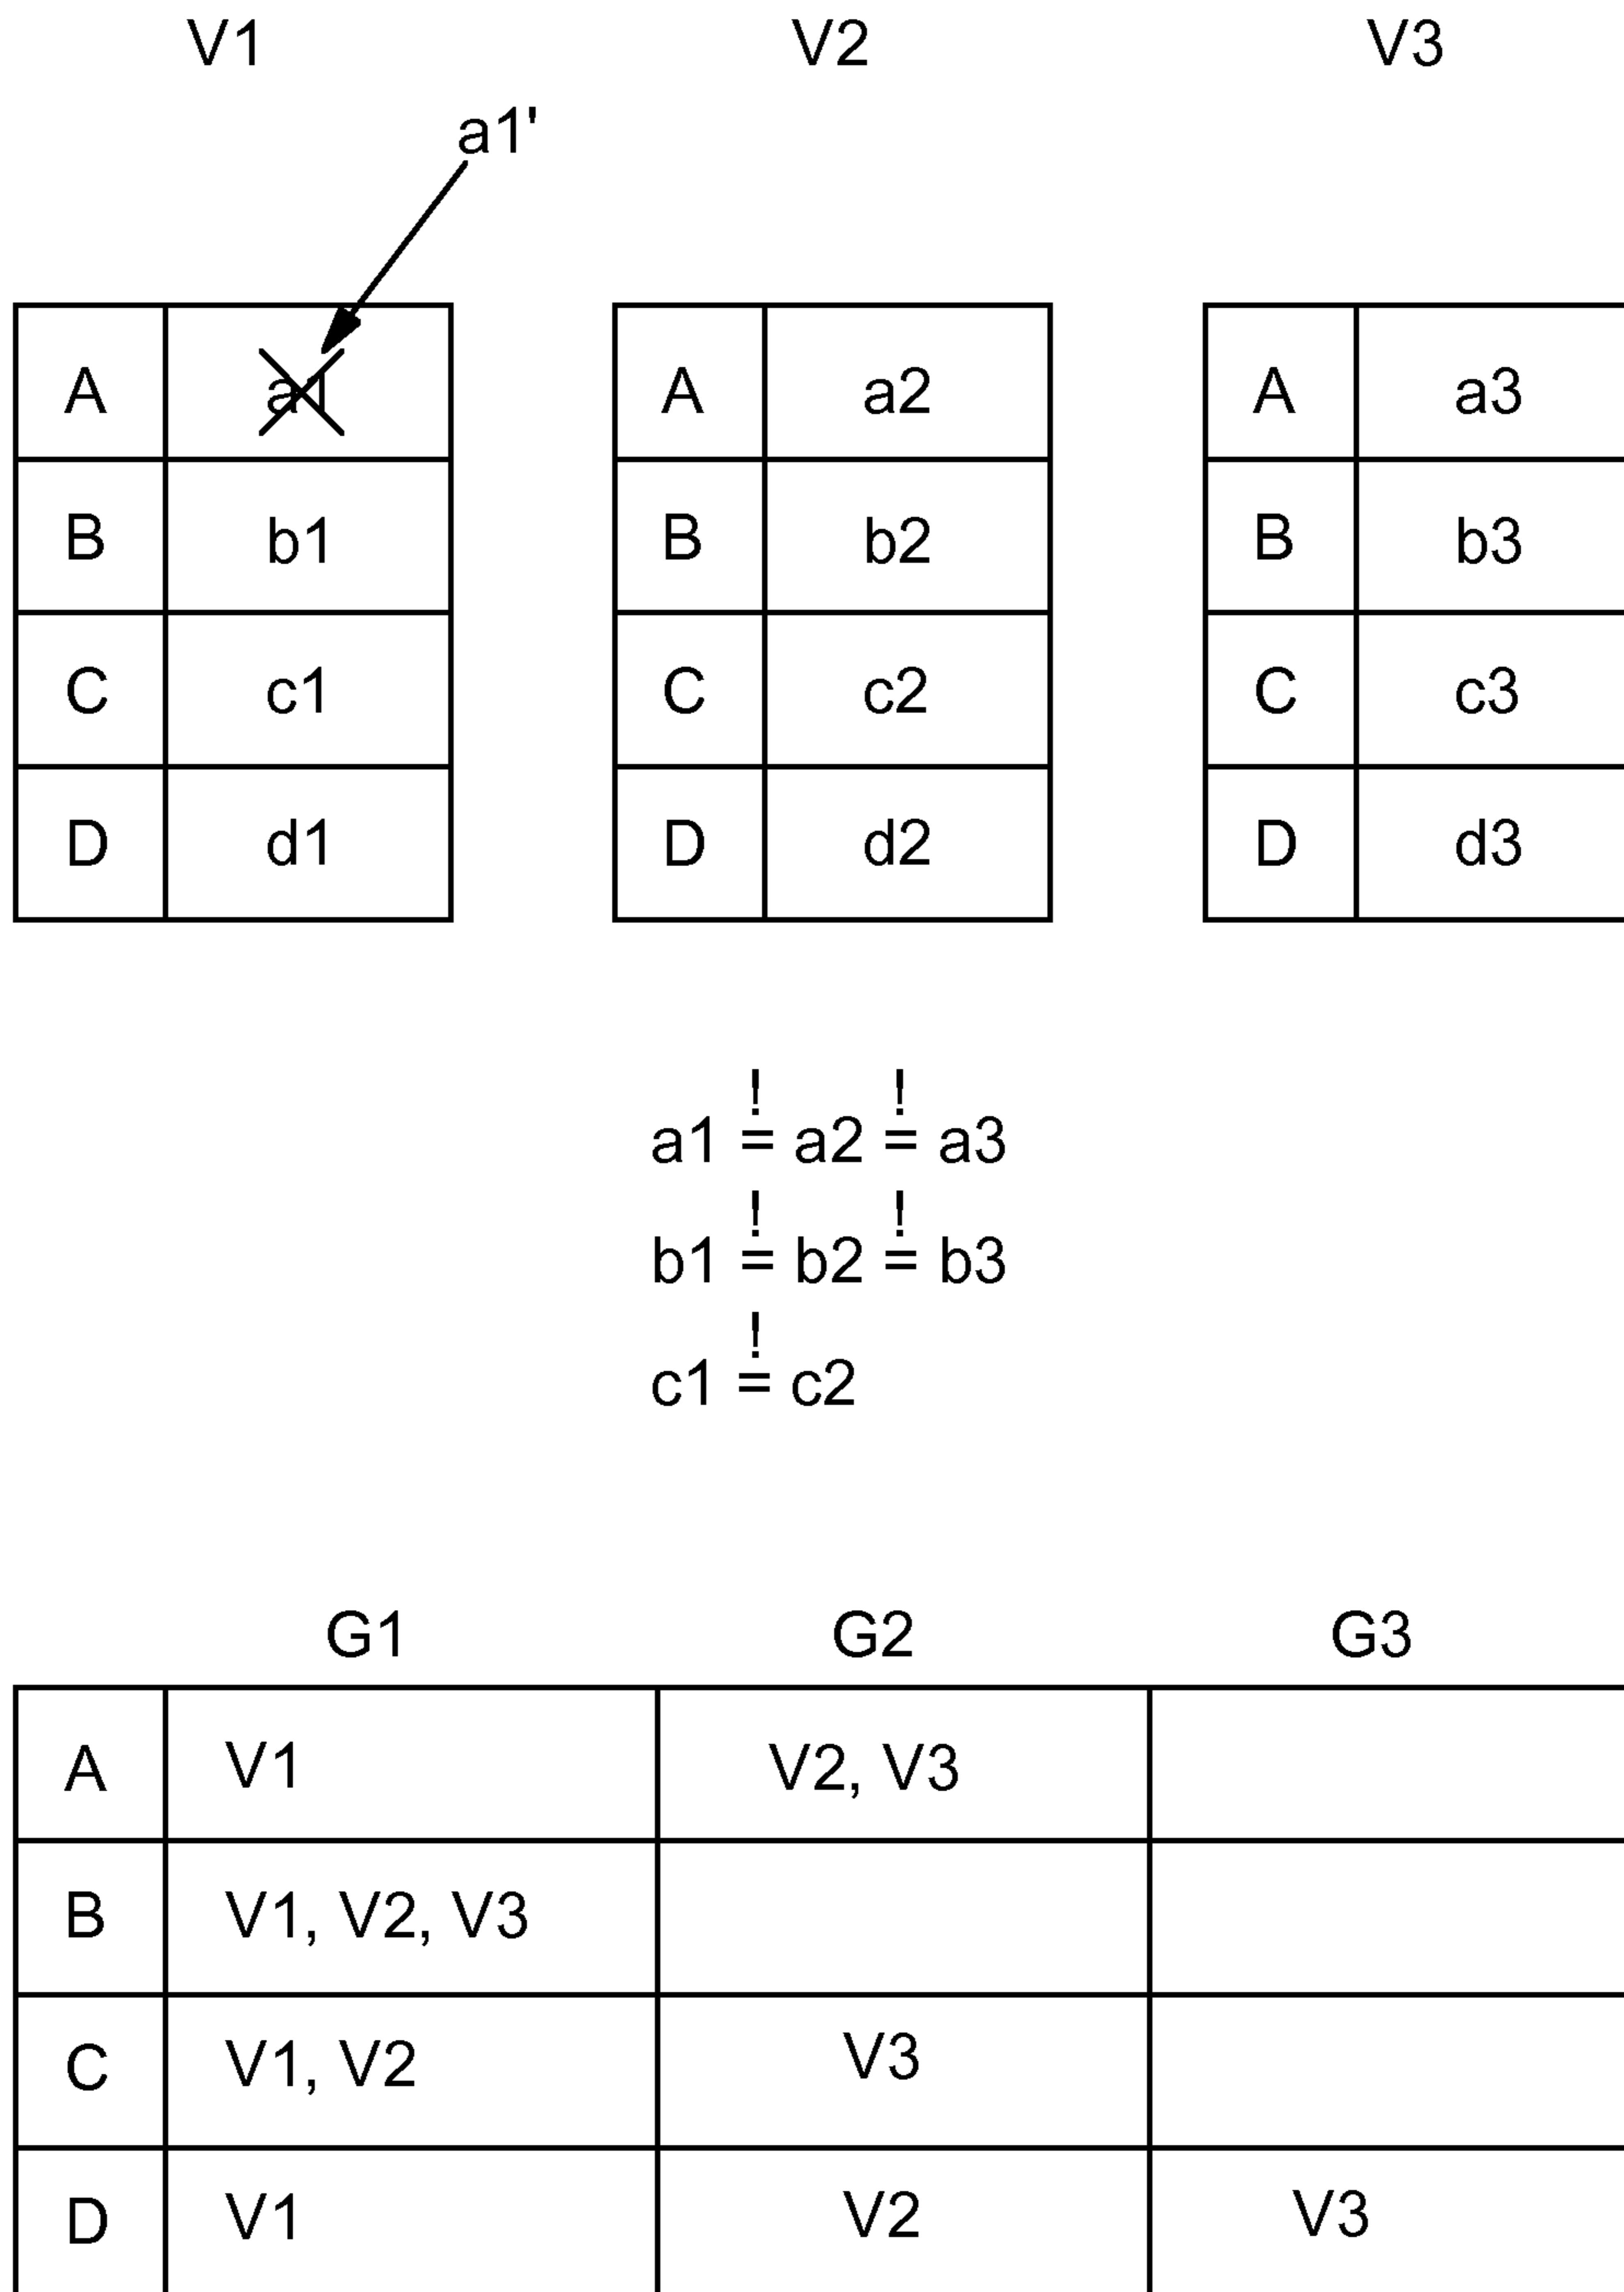 V1 V2 V3
a1'
A a1 A a2 A a3
B b1 B b2 B b3
C c1 C c2 C c3
D d1 D d2 D d3
! !
a1 = a2 = a3
! !
b1 = b2 = b3
!
c1 = c2
G1 G2 G3
A V1 V2, V3
B V1, V2, V3
C V1, V2 V3
D V1 V2 V3